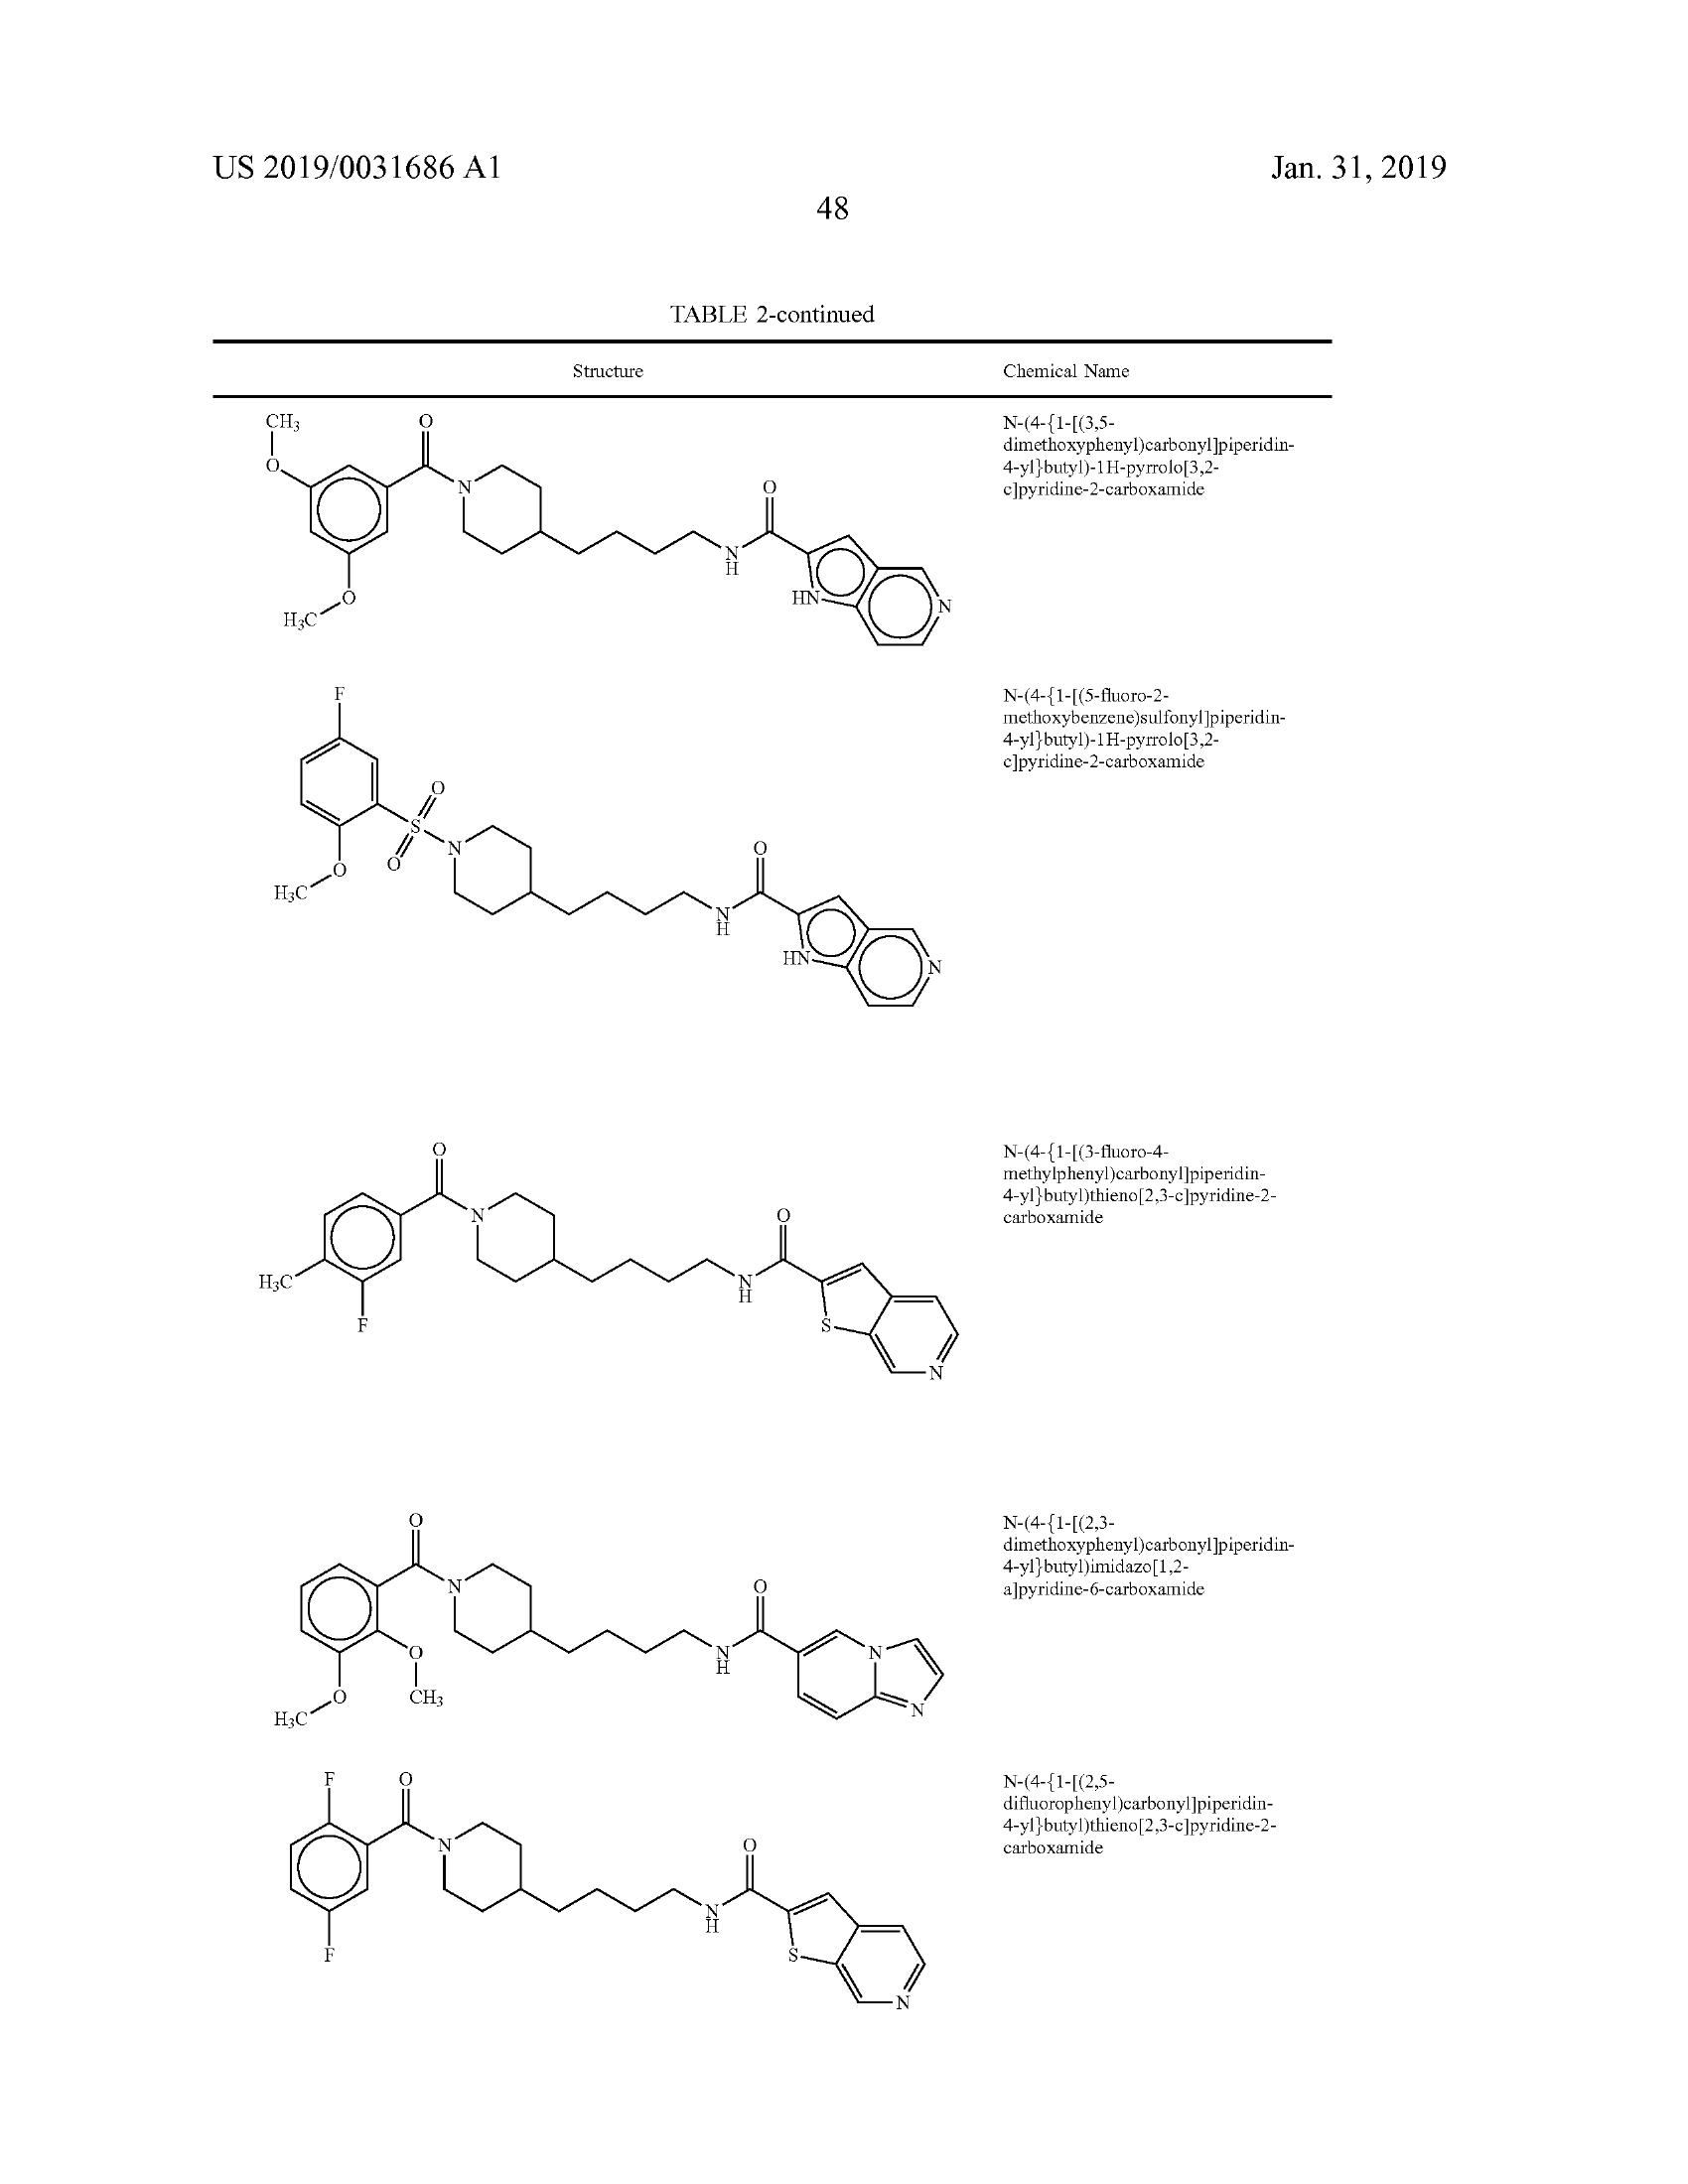 US 2019/0031686 A1
Jan. 31, 2019
48
TABLE 2-continued
Structure
Chemical Name
CH3
O
O
N
O
N
H
HN
N
O
H3C
N-(4-{1-[(3,5-
dimethoxyphenyl)carbonyl]piperidin-
4-yl}butyl)-1H-pyrrolo[3,2-
c]pyridine-2-carboxamide
F
O
S
O
N
O
H3C
O
N
H
HN
N
N-(4-{1-[(5-fluoro-2-
methoxybenzene)sulfonyl]piperidin-
4-yl}butyl)-1H-pyrrolo[3,2-
c]pyridine-2-carboxamide
O
N
O
H3C
N
H
F
S
N
N-(4-{1-[(3-fluoro-4-
methylphenyl)carbonyl]piperidin-
4-yl}butyl)thieno[2,3-c]pyridine-2-
carboxamide
O
N
O
O
N
H
N
O
CH3
N
H3C
N-(4-{1-[(2,3-
dimethoxyphenyl)carbonyl]piperidin-
4-yl}butyl)imidazo[1,2-
a]pyridine-6-carboxamide
F
O
N
O
N
H
F
S
N
N-(4-{1-[(2,5-
difluorophenyl)carbonyl]piperidin-
4-yl}butyl)thieno[2,3-c]pyridine-2-
carboxamide